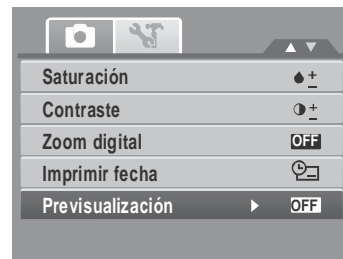 Saturación
Contraste
Zoom digital OFF
Imprimir fecha
Previsualización OFF